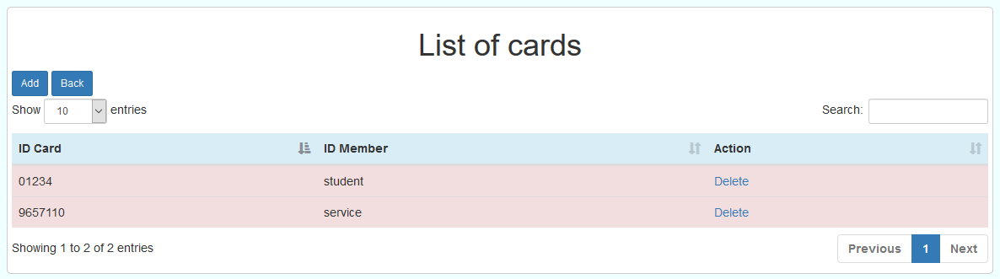 List of cards
Add Back
Show 10 entries Search:
ID Card ID Member Action
01234 student Delete
9657110 service Delete
Showing 1 to 2 of 2 entries Previous 1 Next